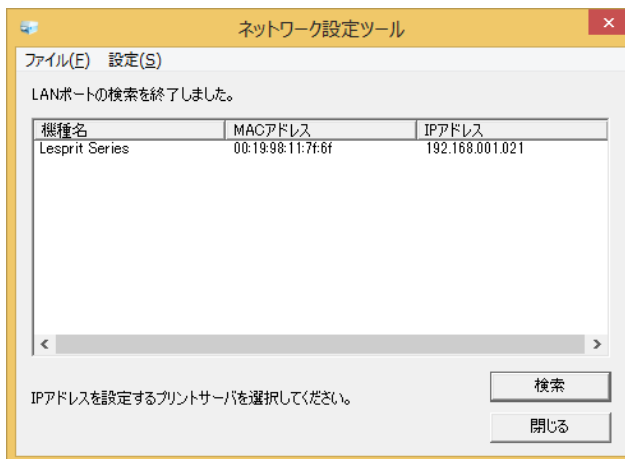 ネットワーク設定ツール
ファイル(F) 設定(S)
LANポートの検索を終了しました。
機種名 MACアドレス IPアドレス
Lesprit Series 00:19:98:11:7f:6f 192.168.001.021
IPアドレスを設定するプリントサーバを選択してください。
検索
閉じる